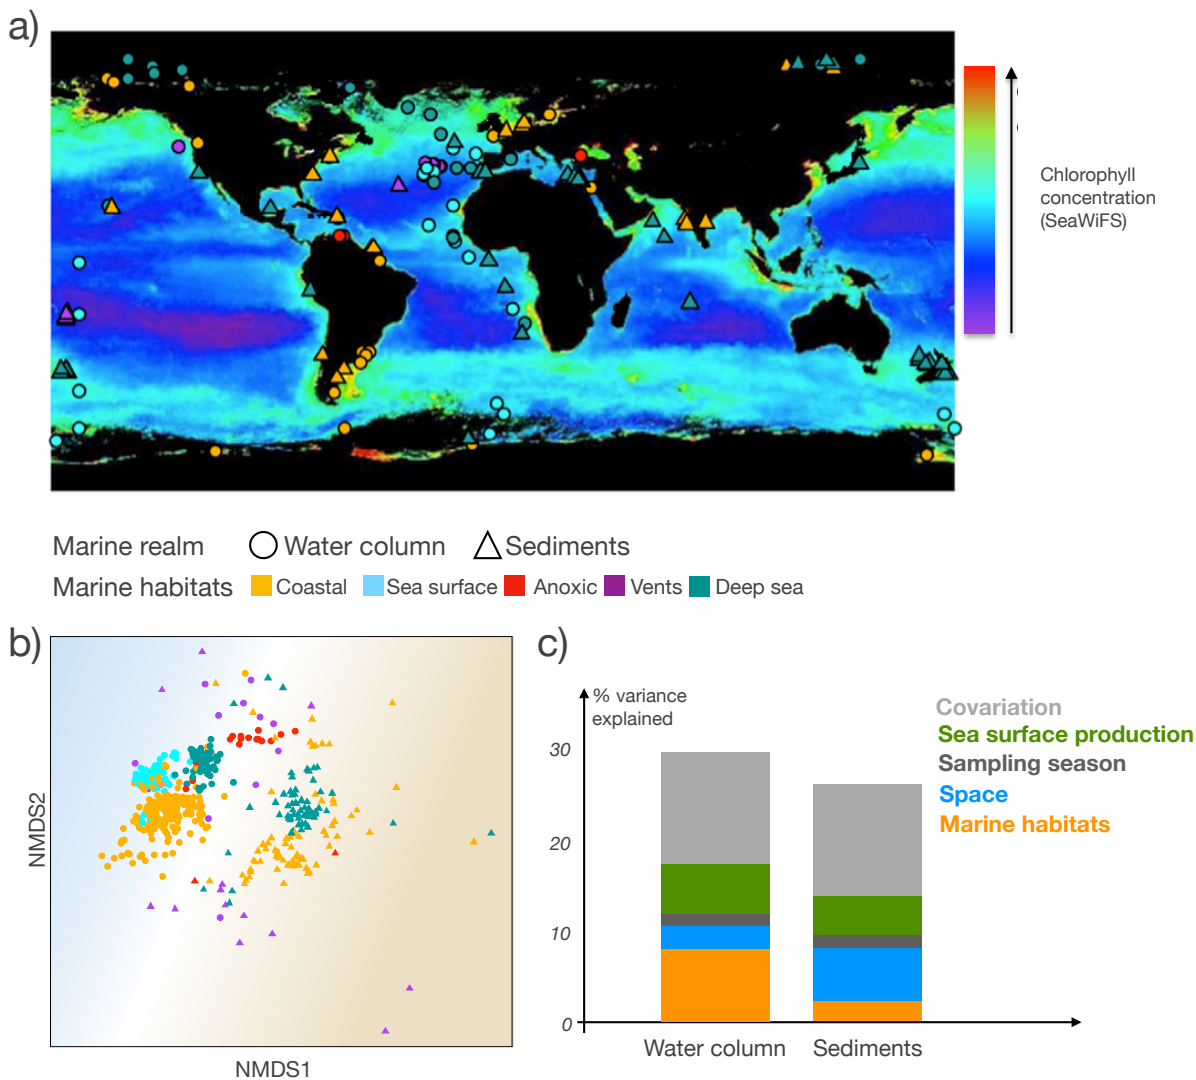 a)
Chlorophyll
concentration
(SeaWiFS)
Marine realm Water column Sediments
Marine habitats Coastal Sea surface Anoxic Vents Deep sea
b)
NMDS2
NMDS1
c)
% variance
explained
30
20
10
0
Water column Sediments
Covariation
Sea surface production
Sampling season
Space
Marine habitats